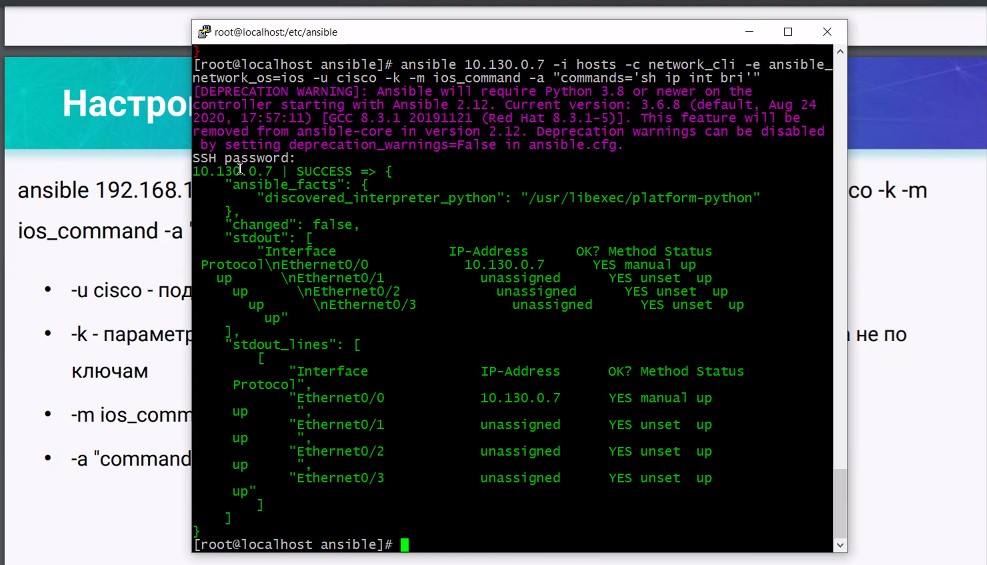 root@localhost:/etc/ansible
}
[root@localhost ansible]# ansible 10.130.0.7 -i hosts -c network_cli -e ansible_
network_os=ios -u cisco -k -m ios_command -a "commands='sh ip int bri'"
[DEPRECATION WARNING]: Ansible will require Python 3.8 or newer on the
controller starting with Ansible 2.12. Current version: 3.6.8 (default, Aug 24
2020, 17:57:11) [GCC 8.3.1 20191121 (Red Hat 8.3.1-5)]. This feature will be
removed from ansible-core in version 2.12. Deprecation warnings can be disabled
by setting deprecation_warnings=False in ansible.cfg.
SSH password:
10.130.0.7 | SUCCESS => {
"ansible_facts": {
"discovered_interpreter_python": "/usr/libexec/platform-python"
},
"changed": false,
"stdout": [
"Interface IP-Address OK? Method Status
Protocol\nEthernet0/0 10.130.0.7 YES manual up
up \nEthernet0/1 unassigned YES unset up
up \nEthernet0/2 unassigned YES unset up
up \nEthernet0/3 unassigned YES unset up
up"
],
"stdout_lines": [
[
"Interface IP-Address OK? Method Status
Protocol",
"Ethernet0/0 10.130.0.7 YES manual up
up ",
"Ethernet0/1 unassigned YES unset up
up ",
"Ethernet0/2 unassigned YES unset up
up ",
"Ethernet0/3 unassigned YES unset up
up"
]
]
}
[root@localhost ansible]#
Настро
ansible 192.168.1 co -k -m
ios_command -a "
• -u cisco - под
• -k - параметр а не по
ключам
• -m ios_comm
• -a "command